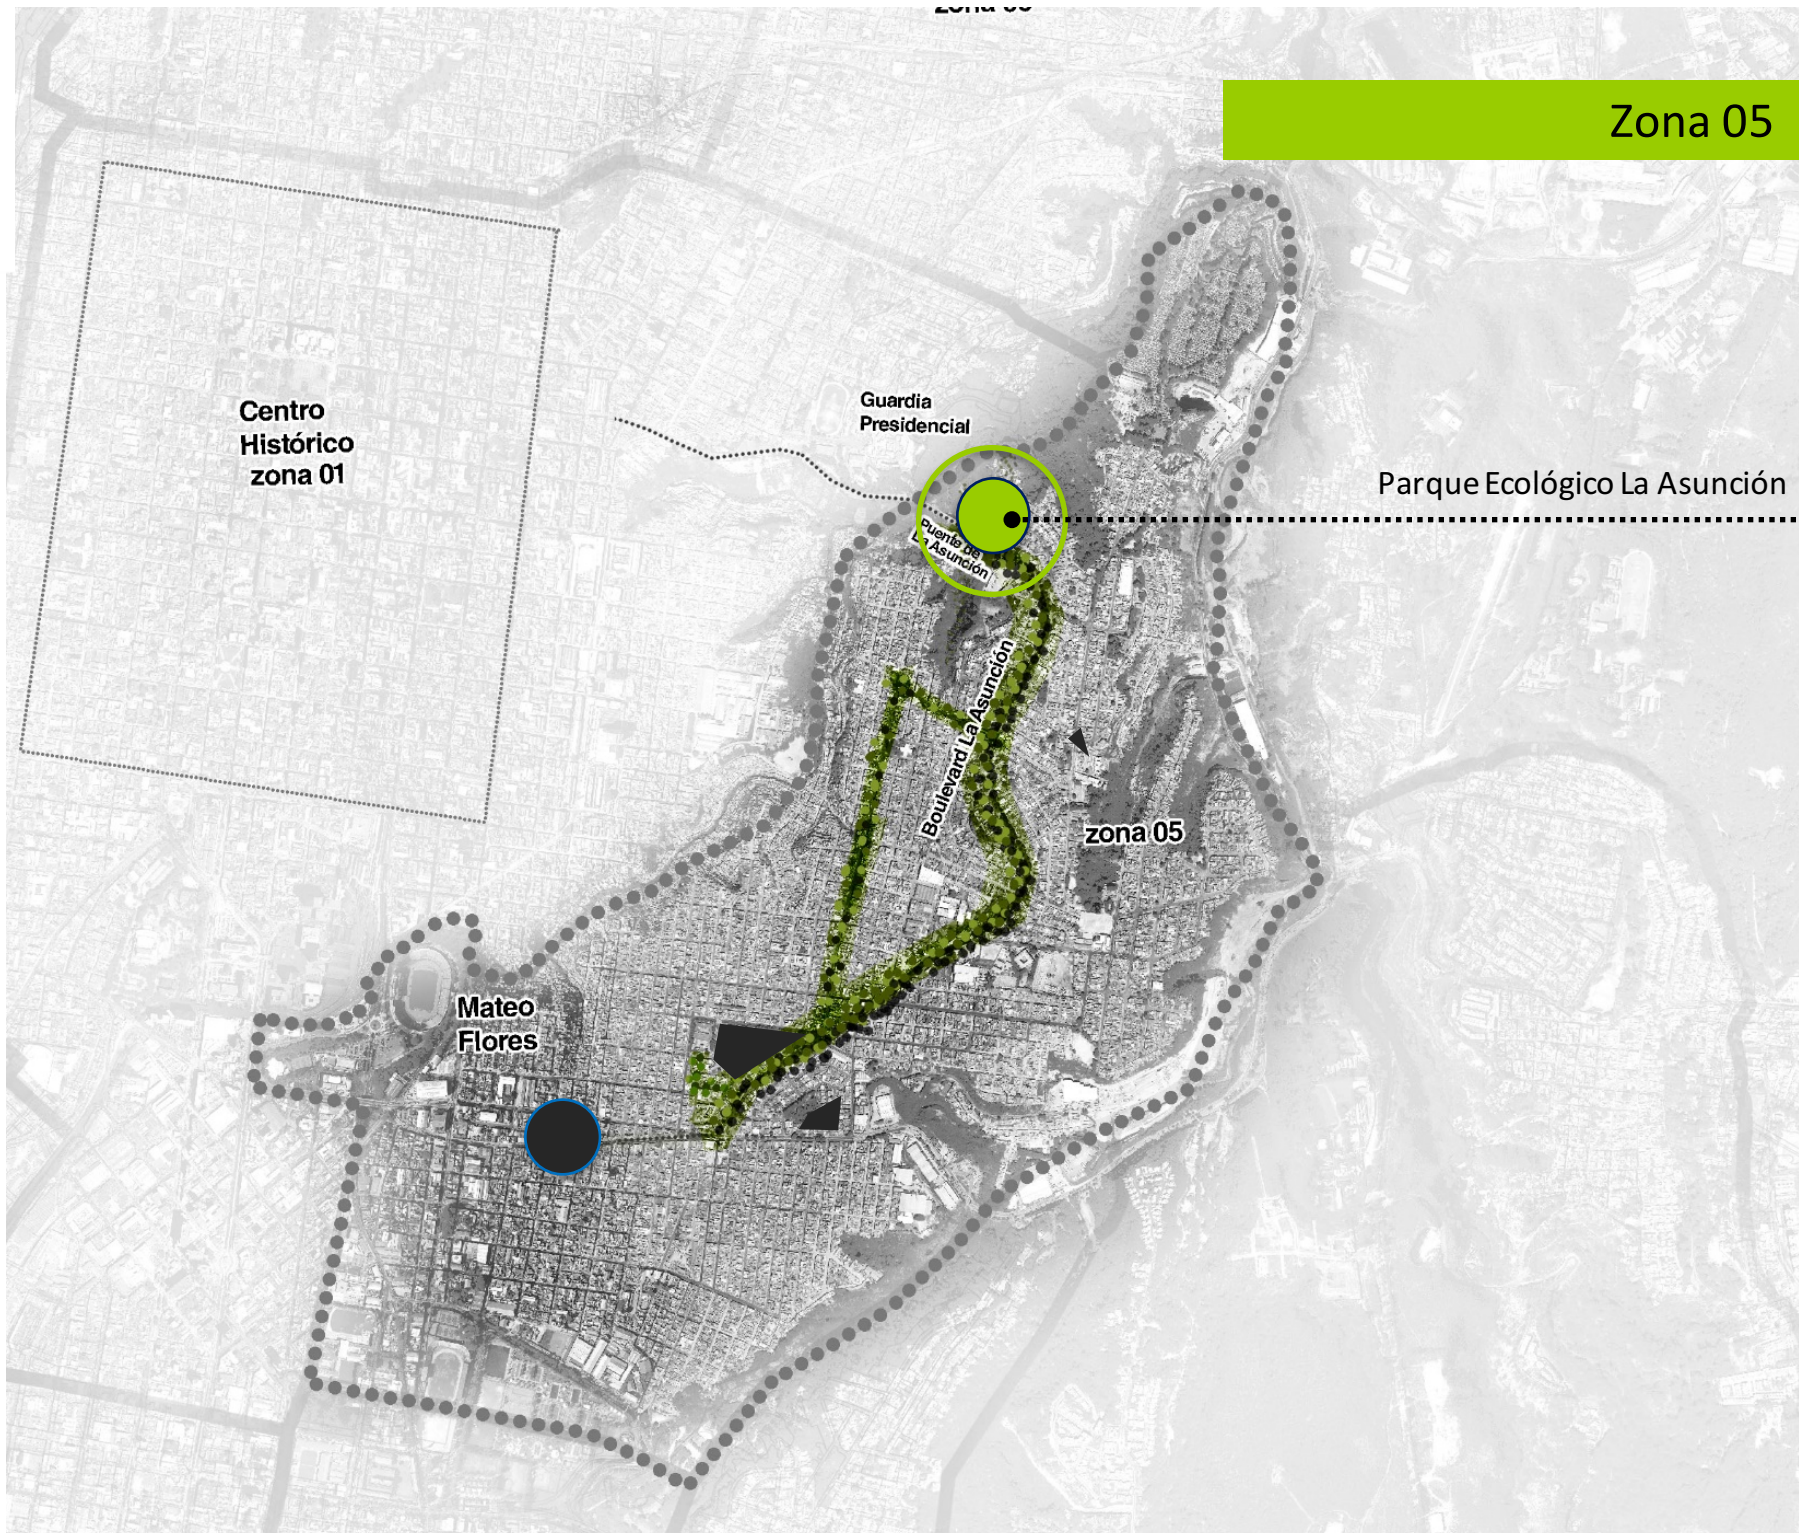 Zona 05
Guardia
Presidencial
Centro
Histórico
zona 01
Parque Ecológico La Asunción
Puente de
La Asunción
Boulevard La Asunción
zona 05
Mateo
Flores